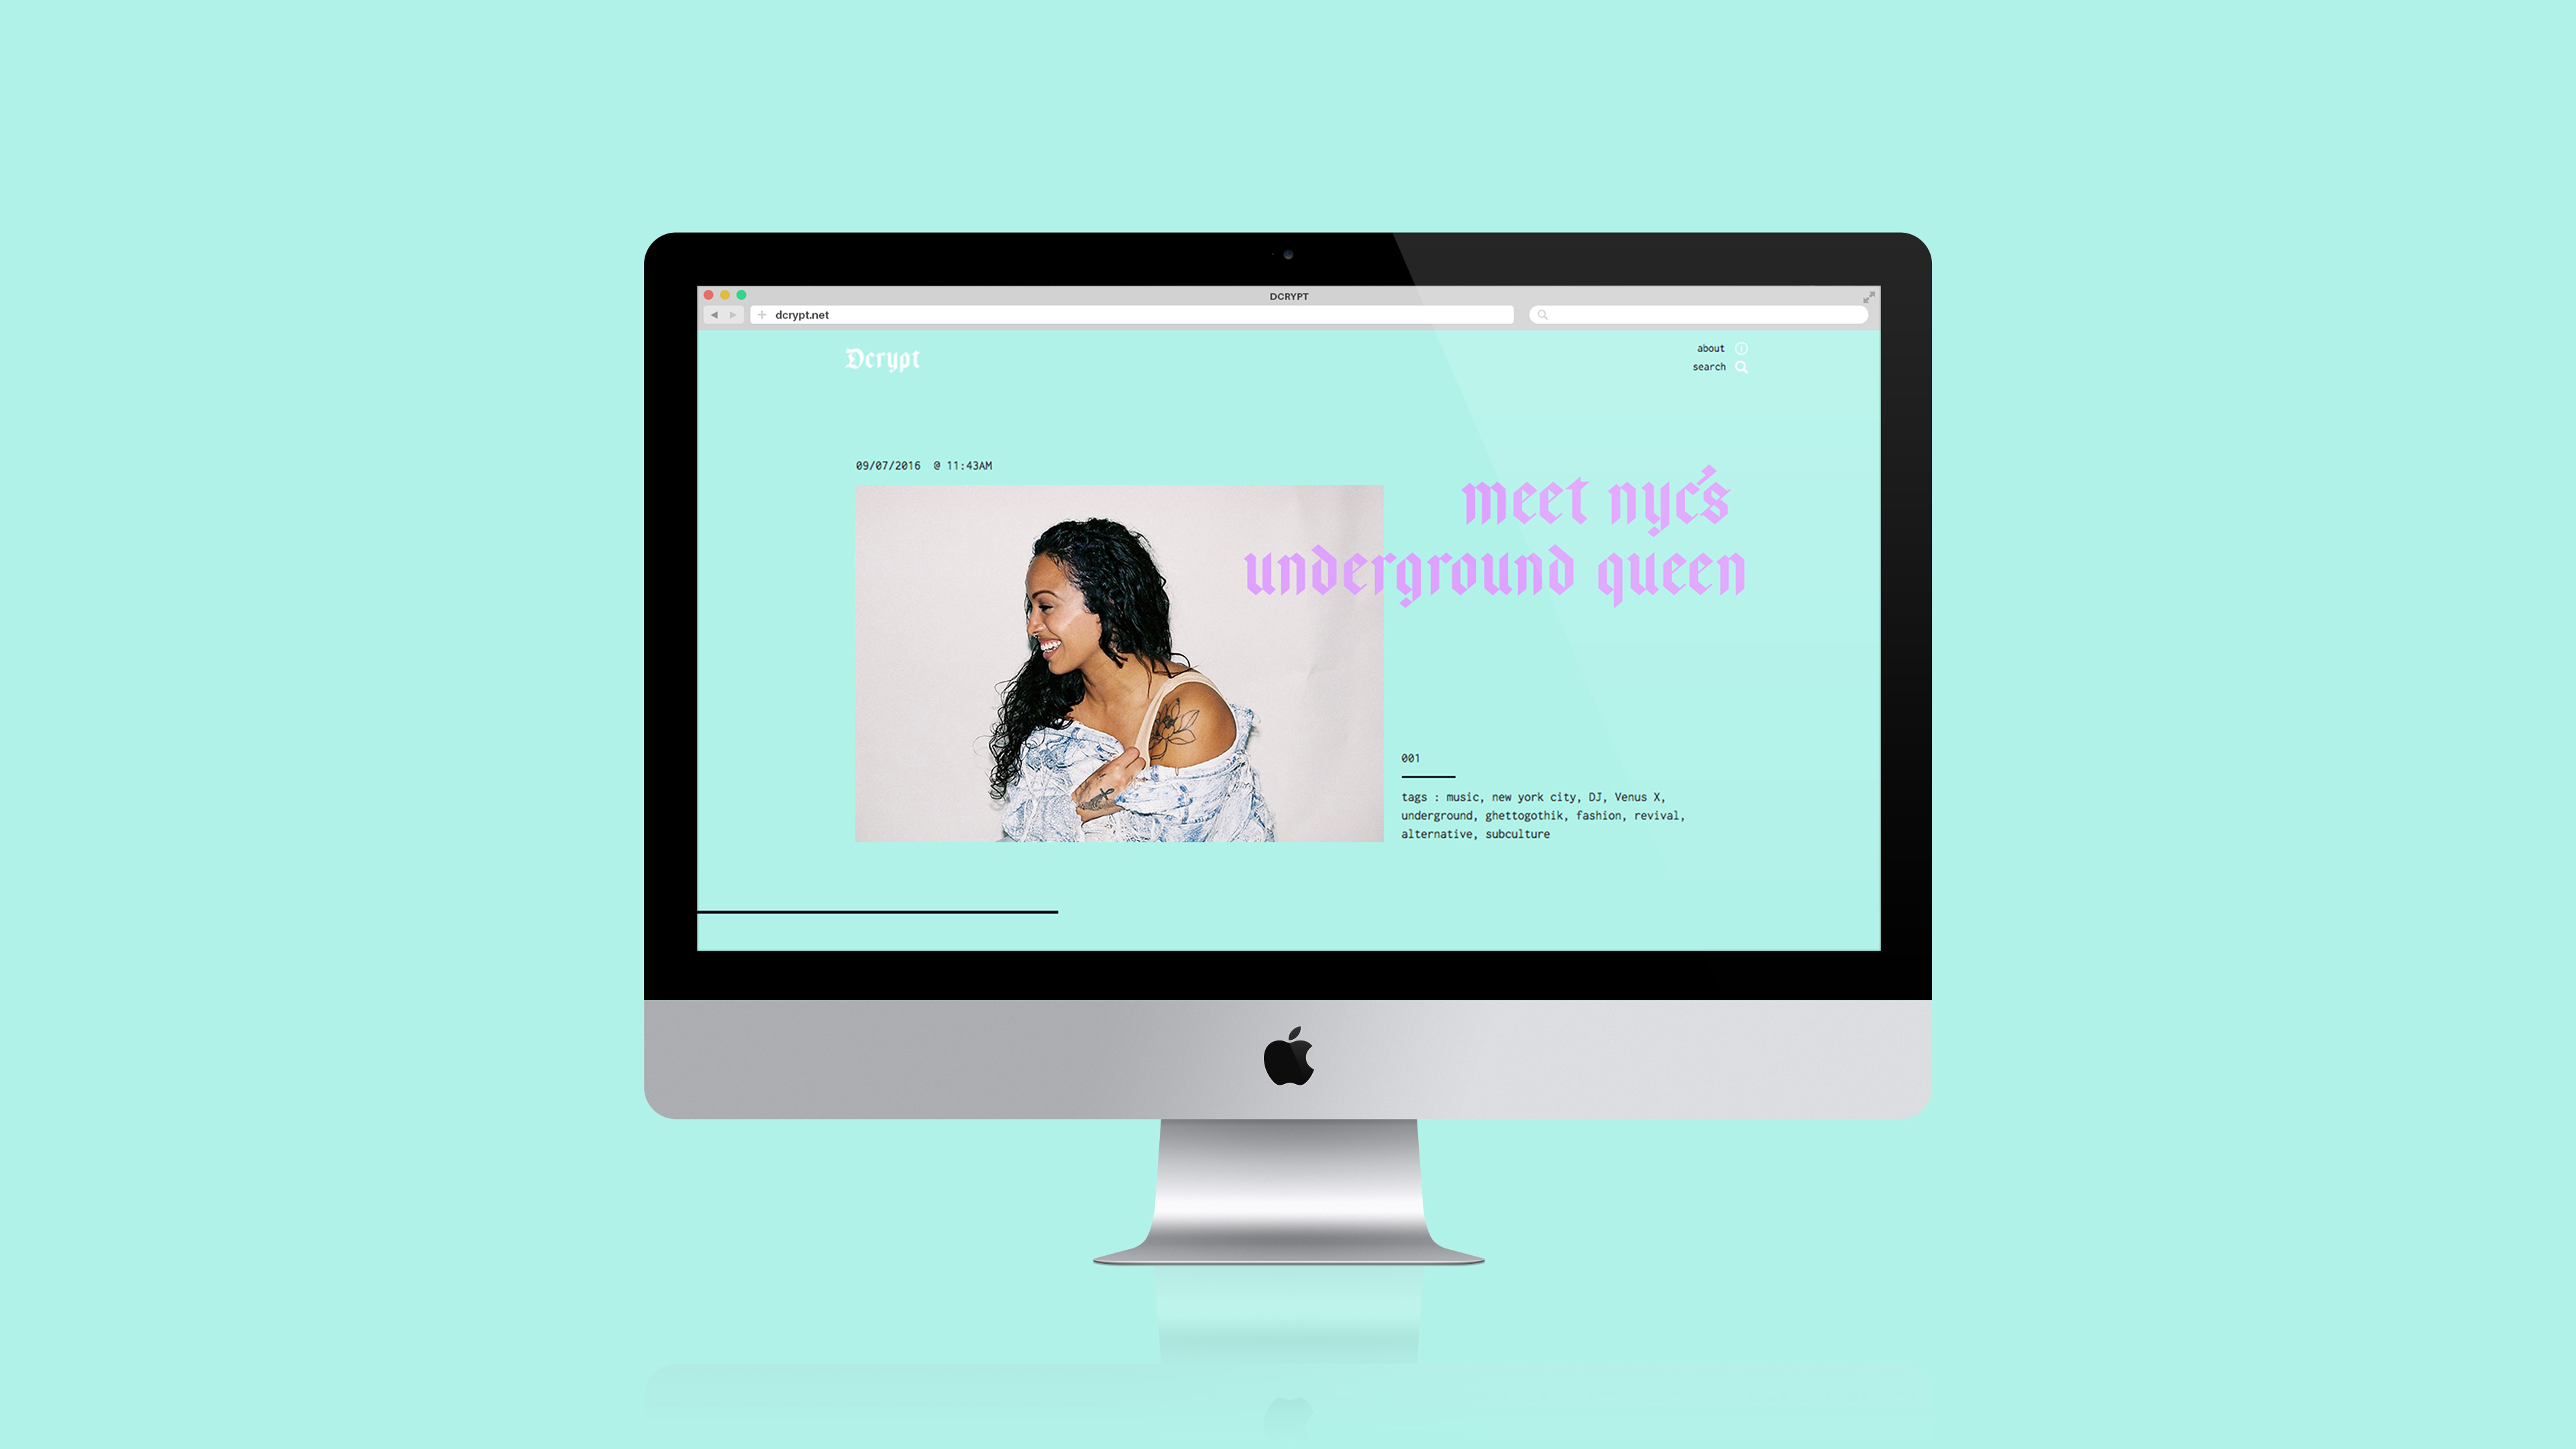 DCRYPT
dcrypt.net
Dcrypt
about
search
09/07/2016 @ 11:43AM
meet nyc's
underground queen
001
tags : music, new york city, DJ, Venus X,
underground, ghettogothik, fashion, revival,
alternative, subculture